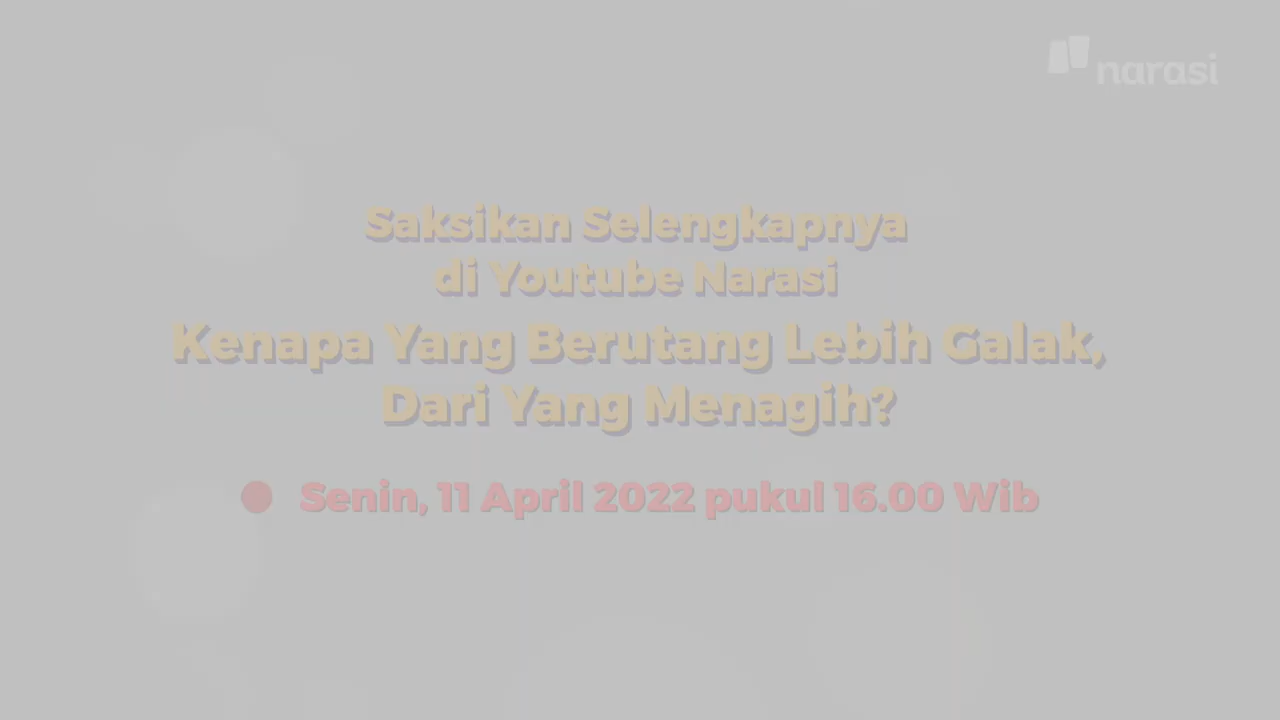 narasi
Saksikan Selengkapnya
di Youtube Narasi
Kenapa Yang Berutang Lebih Galak,
Dari Yang Menagih?
Senin, 11 April 2022 pukul 16.00 Wib